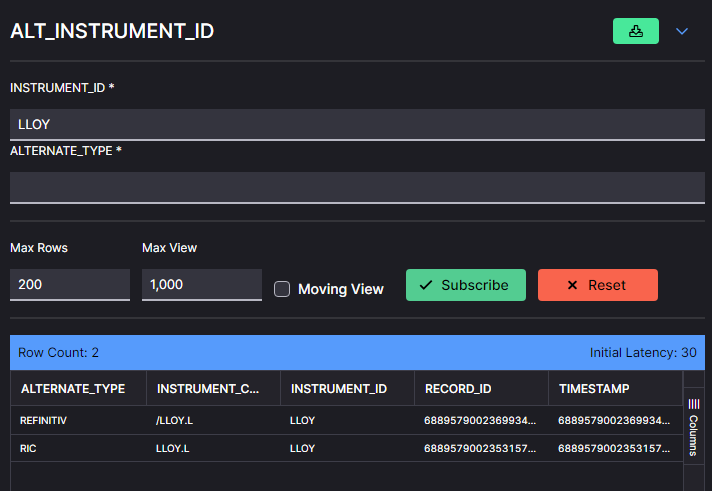 ALT_INSTRUMENT_ID
INSTRUMENT_ID *
LLOY
ALTERNATE_TYPE *
Max Rows Max View
200 1,000 Moving View Subscribe Reset
Row Count: 2 Initial Latency: 30
ALTERNATE_TYPE INSTRUMENT_C... INSTRUMENT_ID RECORD_ID TIMESTAMP
REFINITIV /LLOY.L LLOY 6889579002369934... 6889579002369934...
RIC LLOY.L LLOY 6889579002353157... 6889579002353157...
Columns